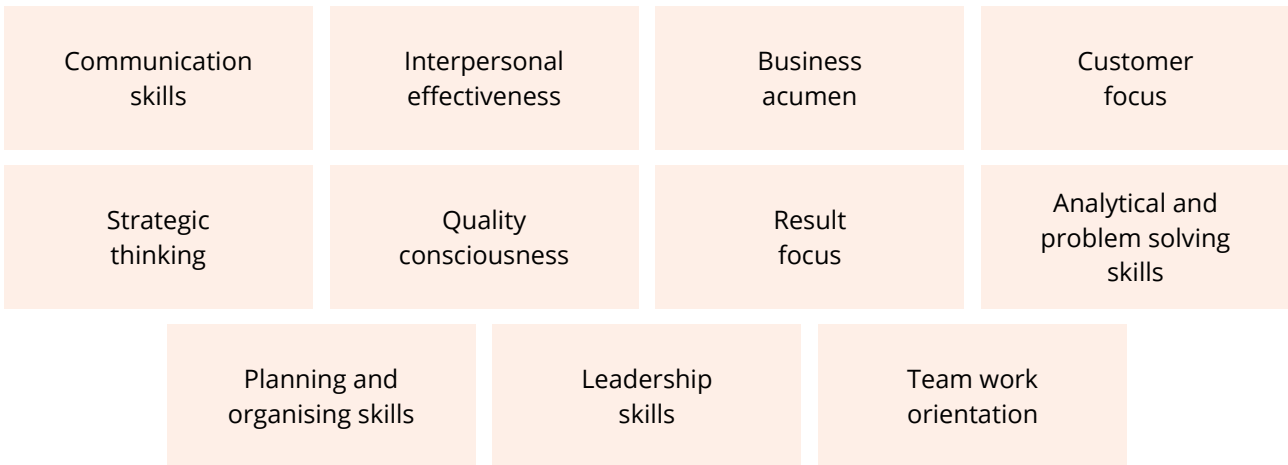 Communication
skills
Interpersonal
effectiveness
Business
acumen
Customer
focus
Strategic
thinking
Quality
consciousness
Result
focus
Analytical and
problem solving
skills
Planning and
organising skills
Leadership
skills
Team work
orientation